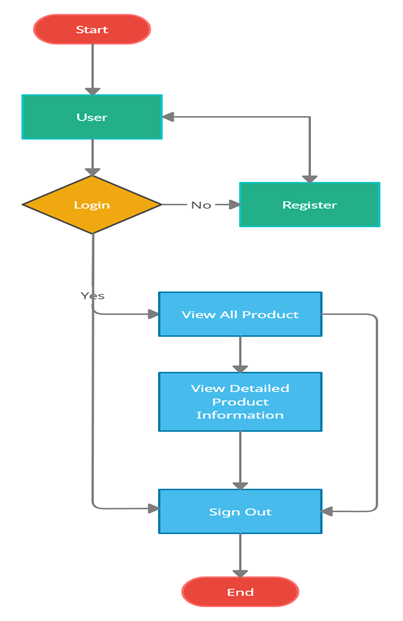 Start
User
Login
No
Register
Yes
View All Product
View Detailed
Product
Information
Sign Out
End